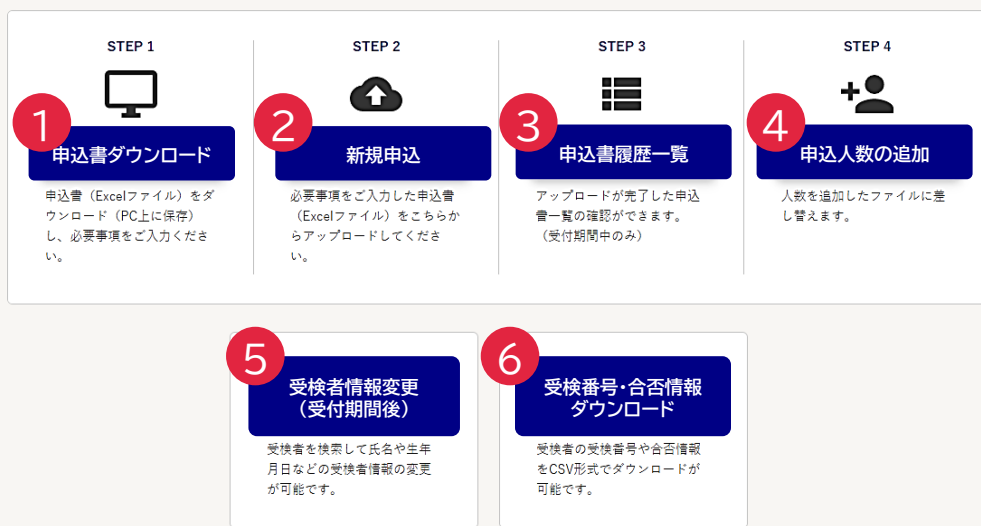 STEP 1
1
申込書ダウンロード
申込書（Excelファイル）をダ
ウンロード（PC上に保存）
し、必要事項をご入力くださ
い。
STEP 2
2
新規申込
必要事項をご入力した申込書
（Excelファイル）をこちらか
らアップロードしてくださ
い。
STEP 3
3
申込書履歴一覧
アップロードが完了した申込
書一覧の確認ができます。
（受付期間中のみ）
STEP 4
4
申込人数の追加
人数を追加したファイルに差
し替えます。
5
受検者情報変更
（受付期間後）
受検者を検索して氏名や生年
月日などの受検者情報の変更
が可能です。
6
受検番号・合否情報
ダウンロード
受検者の受検番号や合否情報
をCSV形式でダウンロードが
可能です。